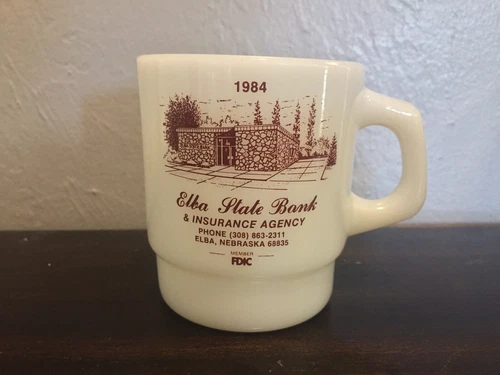 1984
Elba State Bank
& INSURANCE AGENCY
PHONE (308) 863-2311
ELBA, NEBRASKA 68835
MEMBER
FDIC